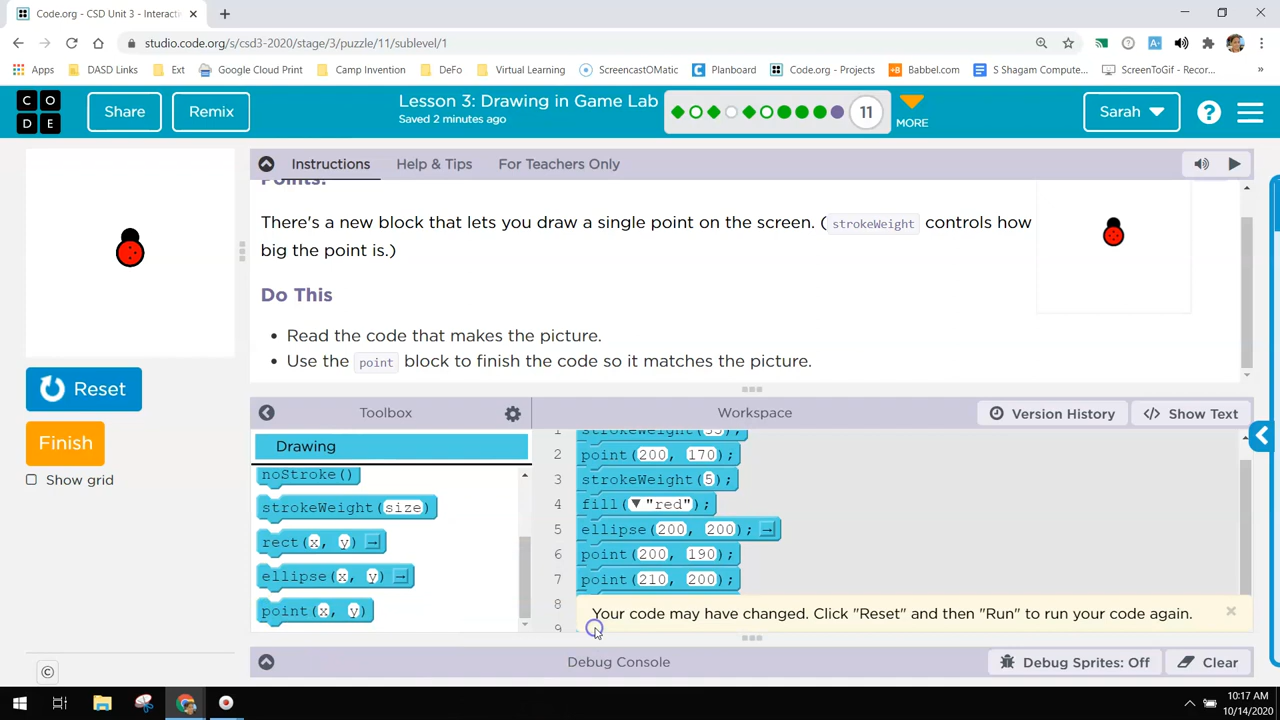 Code.org - CSD Unit 3 - Interacti
studio.code.org/s/csd3-2020/stage/3/puzzle/11/sublevel/1
Apps DASD Links Ext Google Cloud Print Camp Invention DeFo Virtual Learning ScreencastOMatic Planboard Code.org - Projects Babbel.com S Shagam Compute... ScreenToGif - Recor...
CODE Share Remix Lesson 3: Drawing in Game Lab 11 MORE Sarah
Saved 2 minutes ago
Instructions Help & Tips For Teachers Only
Points!
There's a new block that lets you draw a single point on the screen. ( strokeWeight controls how
big the point is.)
Do This
• Read the code that makes the picture.
• Use the point block to finish the code so it matches the picture.
Reset
Finish
Show grid
Toolbox Workspace Version History Show Text
Drawing
noStroke()
strokeWeight(size)
rect(x, y)
ellipse(x, y)
point(x, y)
1 strokeWeight(35);
2 point(200, 170);
3 strokeWeight(5);
4 fill("red");
5 ellipse(200, 200);
6 point(200, 190);
7 point(210, 200);
8
9
Your code may have changed. Click "Reset" and then "Run" to run your code again.
Debug Console Debug Sprites: Off Clear
10:17 AM
10/14/2020